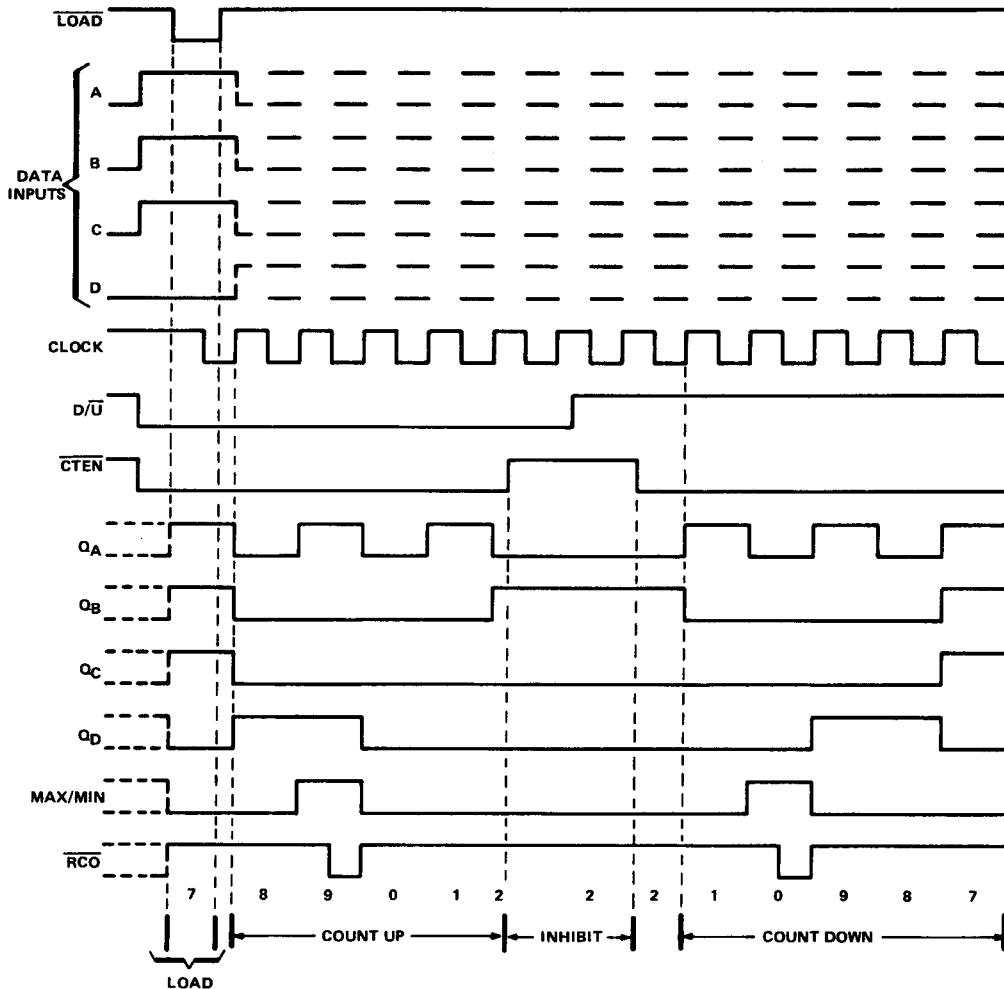 LOAD
A
B
DATA
INPUTS
C
D
CLOCK
D/U
CTEN
QA
QB
QC
QD
MAX/MIN
RCO
7 8 9 0 1 2 2 2 1 0 9 8 7
COUNT UP INHIBIT COUNT DOWN
LOAD